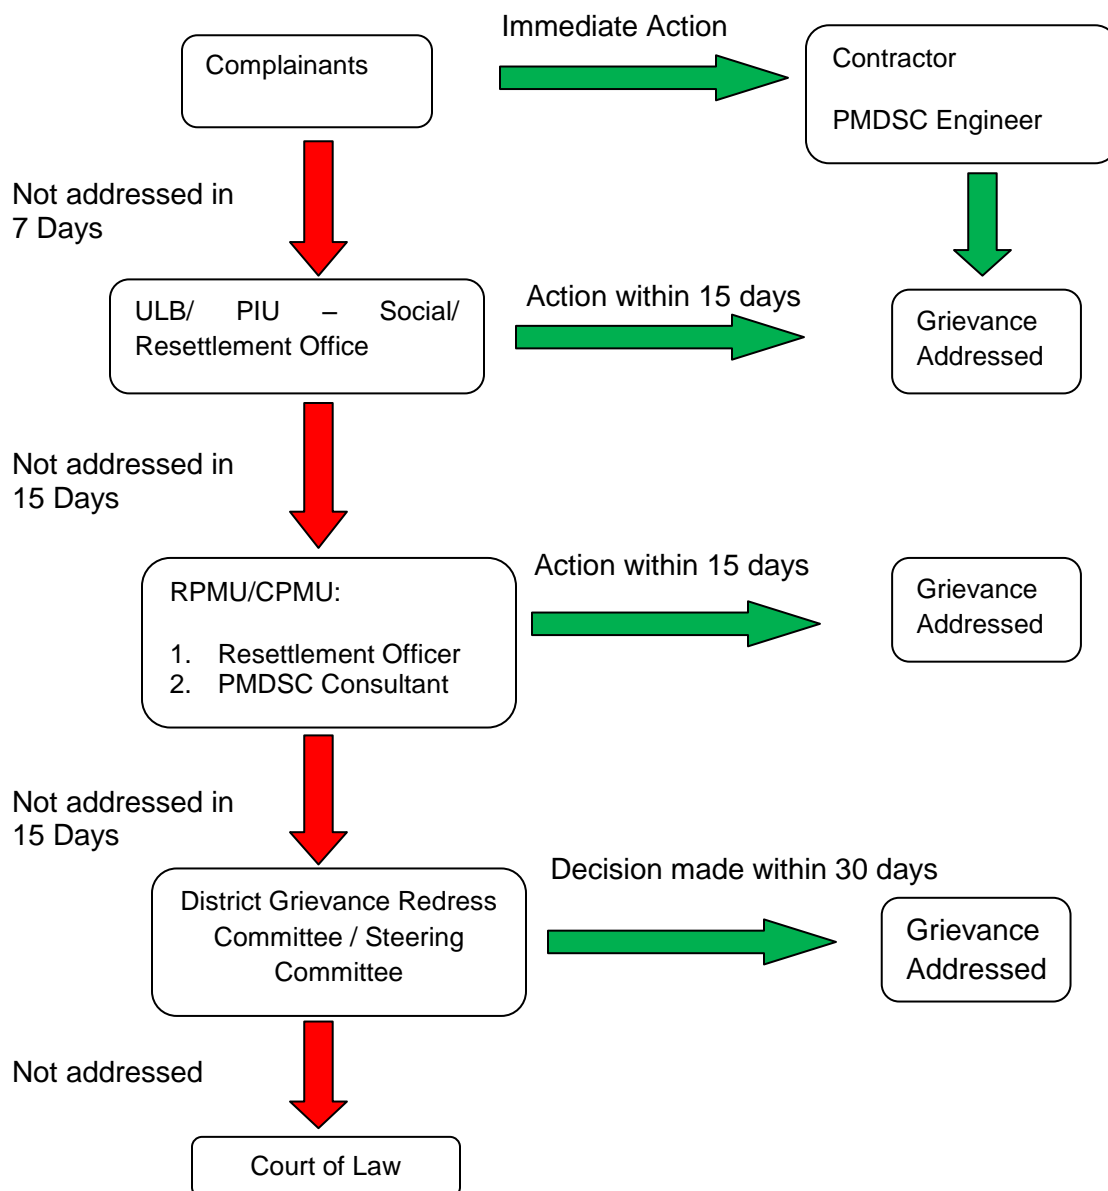 Immediate Action
Complainants
Contractor
PMDSC Engineer
Not addressed in
7 Days
ULB/ PIU – Social/
Resettlement Office
Action within 15 days
Grievance
Addressed
Not addressed in
15 Days
RPMU/CPMU:
1. Resettlement Officer
2. PMDSC Consultant
Action within 15 days
Grievance
Addressed
Not addressed in
15 Days
District Grievance Redress
Committee / Steering
Committee
Decision made within 30 days
Grievance
Addressed
Not addressed
Court of Law